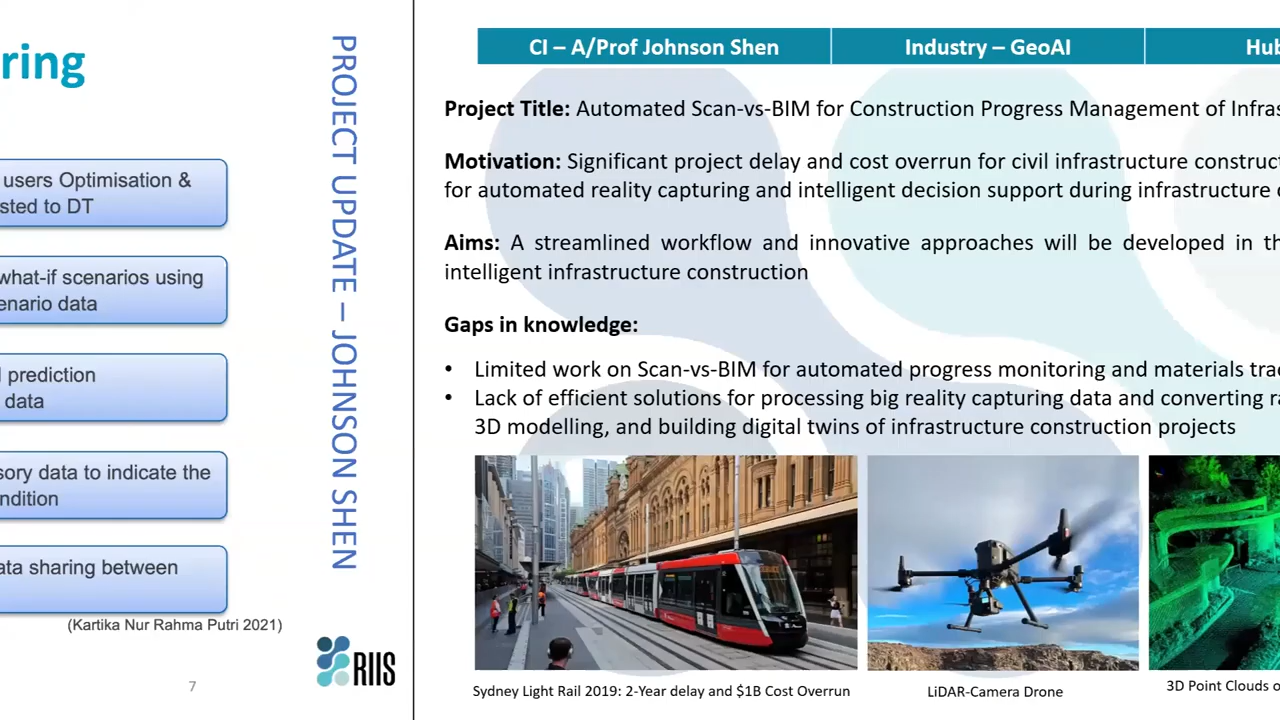 ring
users Optimisation &
sted to DT
what-if scenarios using
enario data
prediction
data
sory data to indicate the
ndition
ata sharing between
(Kartika Nur Rahma Putri 2021)
7
PROJECT UPDATE – JOHNSON SHEN
RIIS
CI – A/Prof Johnson Shen
Industry – GeoAI
Hub
Project Title: Automated Scan-vs-BIM for Construction Progress Management of Infras
Motivation: Significant project delay and cost overrun for civil infrastructure construct
for automated reality capturing and intelligent decision support during infrastructure
Aims: A streamlined workflow and innovative approaches will be developed in th
intelligent infrastructure construction
Gaps in knowledge:
• Limited work on Scan-vs-BIM for automated progress monitoring and materials trac
• Lack of efficient solutions for processing big reality capturing data and converting ra
3D modelling, and building digital twins of infrastructure construction projects
Sydney Light Rail 2019: 2-Year delay and $1B Cost Overrun
LiDAR-Camera Drone
3D Point Clouds o